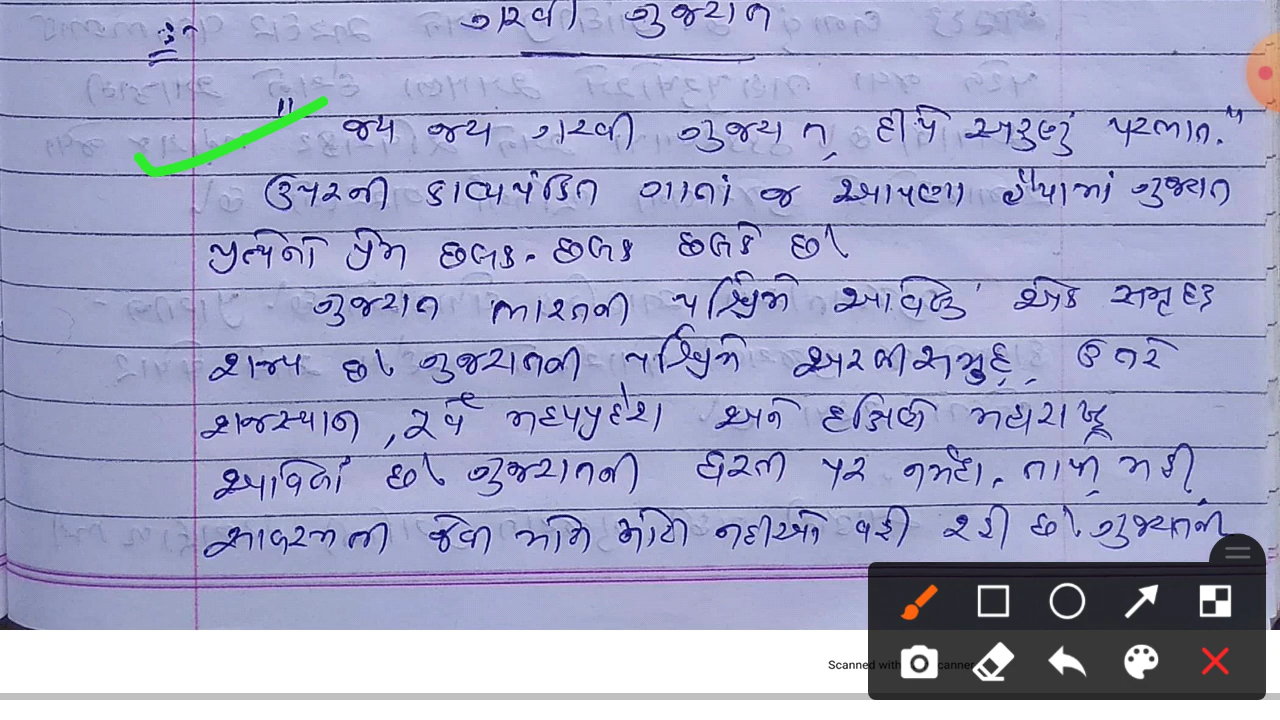 ગરવી ગુજરાત
" જય જય ગરવી ગુજરાત, દીપે અરુણું પરભાત."
ઉપરની કાવ્યપંકિત ગાતાં જ આપણા હૈયામાં ગુજરાત
પ્રત્યેનો પ્રેમ છલક-છલક છલકે છે.
ગુજરાત ભારતની પશ્ચિમે આવેલું એક સમૃદ્ધ
રાજ્ય છે. ગુજરાતની પશ્ચિમે અરબીસમુદ્ર, ઉત્તરે
રાજસ્થાન, પૂર્વે મધ્યપ્રદેશ અને દક્ષિણે મહારાષ્ટ્ર
આવેલાં છે. ગુજરાતની ધરતી પર નર્મદા, તાપી, મહી,
સાબરમતી જેવી મોટી નદીઓ વહી રહી છે. ગુજરાતની
Scanned with